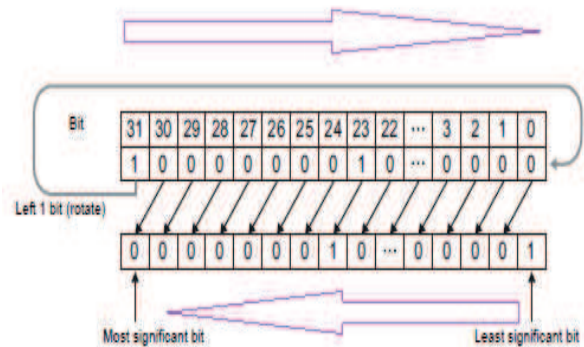 Bit 31 30 29 28 27 26 25 24 23 22 ... 3 2 1 0
1 0 0 0 0 0 0 0 1 0 ... 0 0 0 0
Left 1 bit (rotate)
0 0 0 0 0 0 0 1 0 ... 0 0 0 0 1
Most significant bit Least significant bit